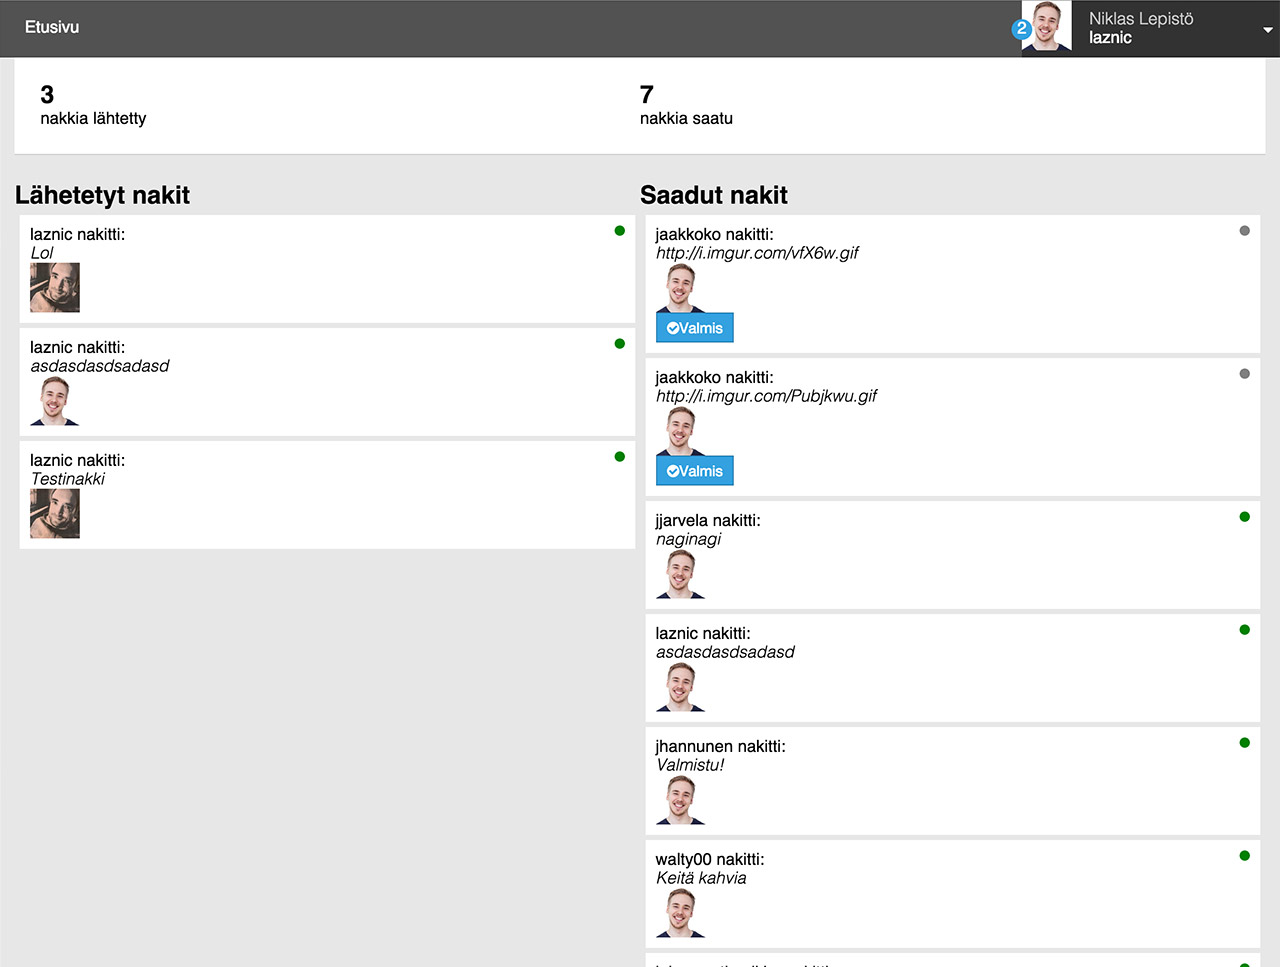 Etusivu
2
Niklas Lepistö
laznic
3
nakkia lähtetty
7
nakkia saatu
Lähetetyt nakit
laznic nakitti:
Lol
laznic nakitti:
asdasdasdsadasd
laznic nakitti:
Testinakki
Saadut nakit
jaakkoko nakitti:
http://i.imgur.com/vfX6w.gif
Valmis
jaakkoko nakitti:
http://i.imgur.com/Pubjkwu.gif
Valmis
jjarvela nakitti:
naginagi
laznic nakitti:
asdasdasdsadasd
jhannunen nakitti:
Valmistu!
walty00 nakitti:
Keitä kahvia